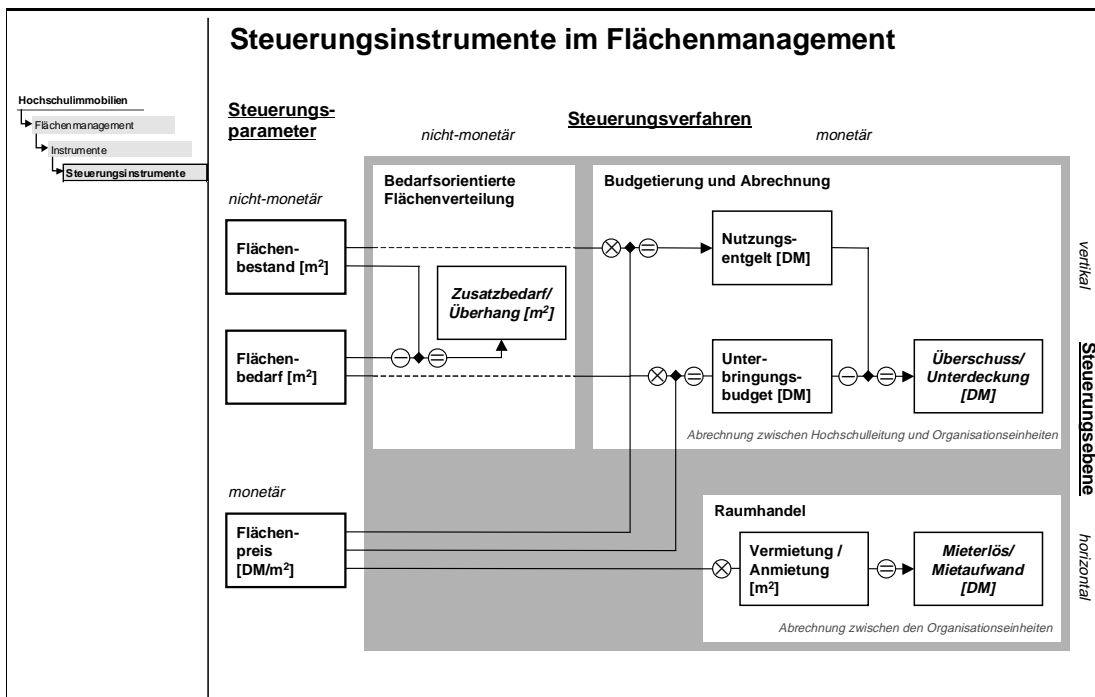 Steuerungsinstrumente im Flächenmanagement
Hochschulimmobilien
Flächenmanagement
Instrumente
Steuerungsinstrumente
Steuerungs-
parameter
Steuerungsverfahren
nicht-monetär
monetär
nicht-monetär
Bedarfsorientierte
Flächenverteilung
Budgetierung und Abrechnung
Flächen-
bestand [m²]
Zusatzbedarf/
Überhang [m²]
Nutzungs-
entgelt [DM]
vertikal
Flächen-
bedarf [m²]
Unter-
bringungs-
budget [DM]
Überschuss/
Unterdeckung
[DM]
Abrechnung zwischen Hochschulleitung und Organisationseinheiten
Steuerungsebene
monetär
Flächen-
preis
[DM/m²]
Raumhandel
Vermietung /
Anmietung
[m²]
Mieterlös/
Mietaufwand
[DM]
horizontal
Abrechnung zwischen den Organisationseinheiten